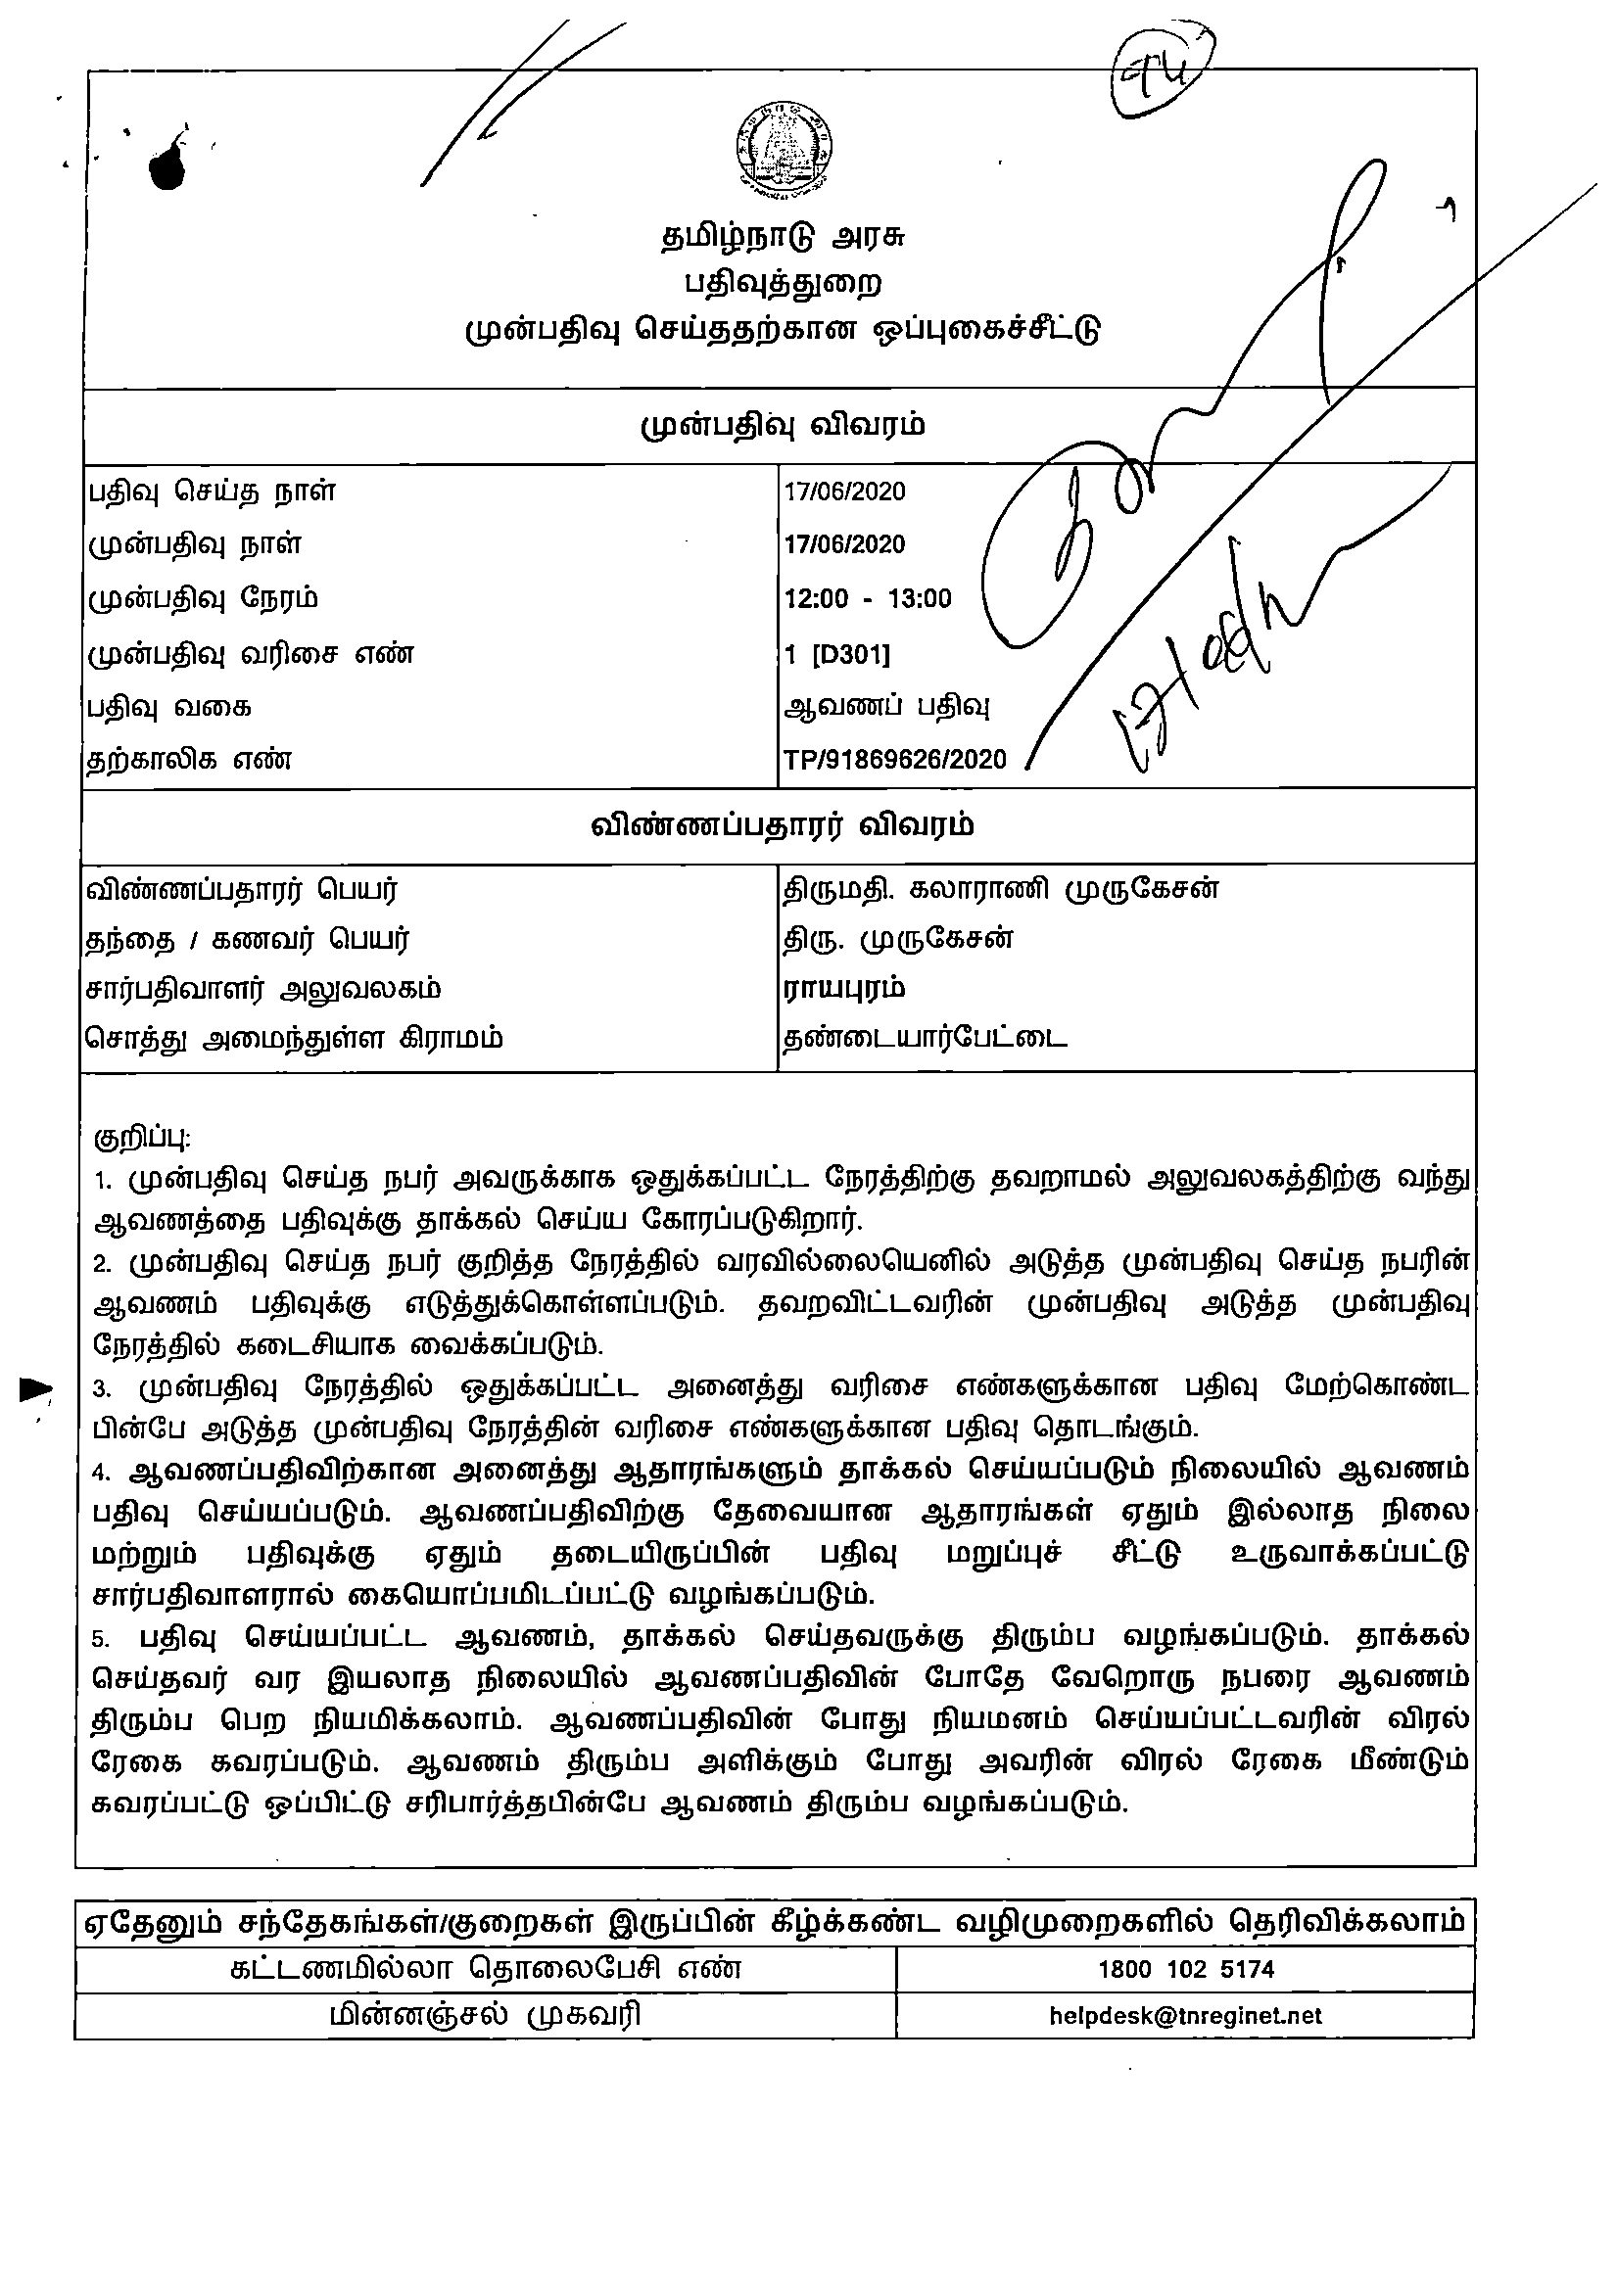 தமிழ்நாடு அரசு
பதிவுத்துறை
முன்பதிவு செய்ததற்கான ஒப்புகைச்சீட்டு
முன்பதிவு விவரம்
பதிவு செய்த நாள் 17/06/2020
முன்பதிவு நாள் 17/06/2020
முன்பதிவு நேரம் 12:00 - 13:00
முன்பதிவு வரிசை எண் 1 [D301]
பதிவு வகை ஆவணப் பதிவு
தற்காலிக எண் TP/91869626/2020
விண்ணப்பதாரர் விவரம்
விண்ணப்பதாரர் பெயர் திருமதி. கலாராணி முருகேசன்
தந்தை / கணவர் பெயர் திரு. முருகேசன்
சார்பதிவாளர் அலுவலகம் ராயபுரம்
சொத்து அமைந்துள்ள கிராமம் தண்டையார்பேட்டை
குறிப்பு:
1. முன்பதிவு செய்த நபர் அவருக்காக ஒதுக்கப்பட்ட நேரத்திற்கு தவறாமல் அலுவலகத்திற்கு வந்து
ஆவணத்தை பதிவுக்கு தாக்கல் செய்ய கோரப்படுகிறார்.
2. முன்பதிவு செய்த நபர் குறித்த நேரத்தில் வரவில்லையெனில் அடுத்த முன்பதிவு செய்த நபரின்
ஆவணம் பதிவுக்கு எடுத்துக்கொள்ளப்படும். தவறவிட்டவரின் முன்பதிவு அடுத்த முன்பதிவு
நேரத்தில் கடைசியாக வைக்கப்படும்.
3. முன்பதிவு நேரத்தில் ஒதுக்கப்பட்ட அனைத்து வரிசை எண்களுக்கான பதிவு மேற்கொண்ட
பின்பே அடுத்த முன்பதிவு நேரத்தின் வரிசை எண்களுக்கான பதிவு தொடங்கும்.
4. ஆவணப்பதிவிற்கான அனைத்து ஆதாரங்களும் தாக்கல் செய்யப்படும் நிலையில் ஆவணம்
பதிவு செய்யப்படும். ஆவணப்பதிவிற்கு தேவையான ஆதாரங்கள் ஏதும் இல்லாத நிலை
மற்றும் பதிவுக்கு ஏதும் தடையிருப்பின் பதிவு மறுப்புச் சீட்டு உருவாக்கப்பட்டு
சார்பதிவாளரால் கையொப்பமிடப்பட்டு வழங்கப்படும்.
5. பதிவு செய்யப்பட்ட ஆவணம், தாக்கல் செய்தவருக்கு திரும்ப வழங்கப்படும். தாக்கல்
செய்தவர் வர இயலாத நிலையில் ஆவணப்பதிவின் போதே வேறொரு நபரை ஆவணம்
திரும்ப பெற நியமிக்கலாம். ஆவணப்பதிவின் போது நியமனம் செய்யப்பட்டவரின் விரல்
ரேகை கவரப்படும். ஆவணம் திரும்ப அளிக்கும் போது அவரின் விரல் ரேகை மீண்டும்
கவரப்பட்டு ஒப்பிட்டு சரிபார்த்தபின்பே ஆவணம் திரும்ப வழங்கப்படும்.
ஏதேனும் சந்தேகங்கள்/குறைகள் இருப்பின் கீழ்க்கண்ட வழிமுறைகளில் தெரிவிக்கலாம்
கட்டணமில்லா தொலைபேசி எண் 1800 102 5174
மின்னஞ்சல் முகவரி helpdesk@tnreginet.net